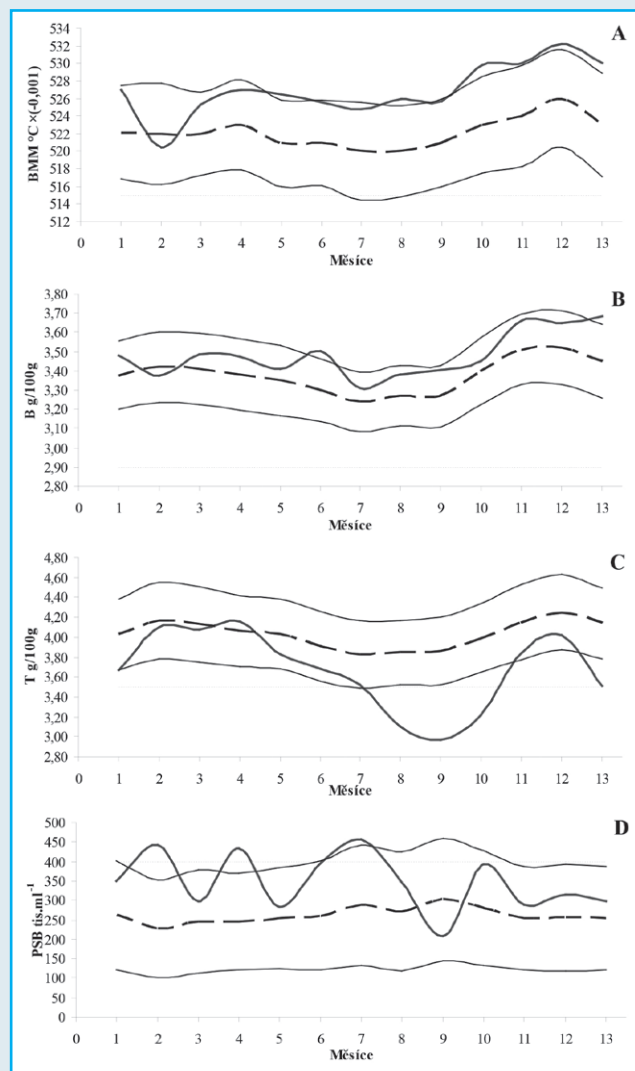 A
534
532
530
528
526
524
522
520
518
516
514
512
BMM °C ×(-0,001)
0 1 2 3 4 5 6 7 8 9 10 11 12 13
Měsíce
B
3,80
3,70
3,60
3,50
3,40
3,30
3,20
3,10
3,00
2,90
2,80
B g/100g
0 1 2 3 4 5 6 7 8 9 10 11 12 13
Měsíce
C
4,80
4,60
4,40
4,20
4,00
3,80
3,60
3,40
3,20
3,00
2,80
T g/100g
0 1 2 3 4 5 6 7 8 9 10 11 12 13
Měsíce
D
500
450
400
350
300
250
200
150
100
50
0
PSB tis.ml⁻¹
0 1 2 3 4 5 6 7 8 9 10 11 12 13
Měsíce